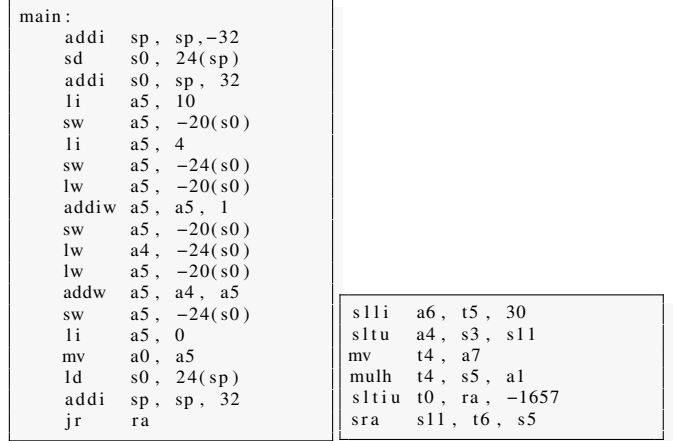 main:
addi sp, sp,−32
sd s0, 24(sp)
addi s0, sp, 32
li a5, 10
sw a5, −20(s0)
li a5, 4
sw a5, −24(s0)
lw a5, −20(s0)
addiw a5, a5, 1
sw a5, −20(s0)
lw a4, −24(s0)
lw a5, −20(s0)
addw a5, a4, a5
sw a5, −24(s0)
li a5, 0
mv a0, a5
ld s0, 24(sp)
addi sp, sp, 32
jr ra
slli a6, t5, 30
sltu a4, s3, s11
mv t4, a7
mulh t4, s5, a1
sltiu t0, ra, −1657
sra s11, t6, s5